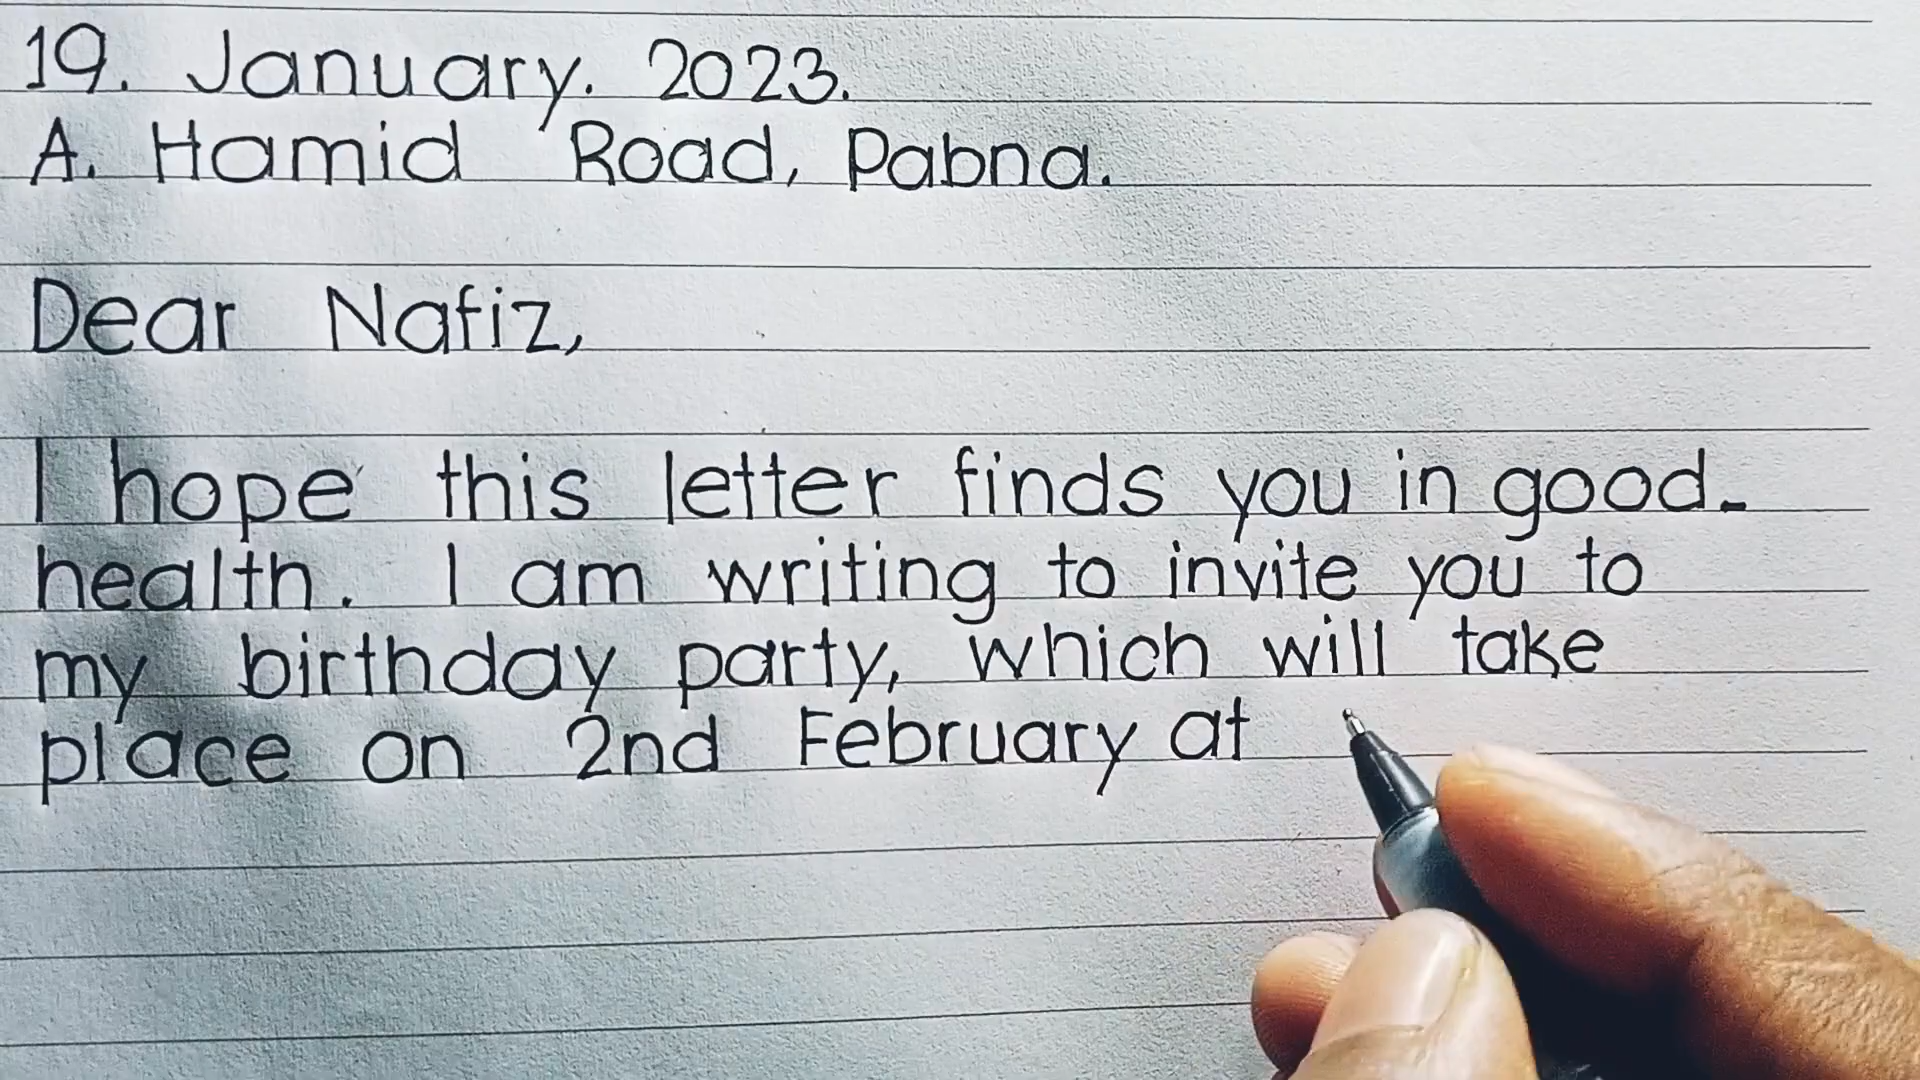 19. January. 2023.
A. Hamid Road, Pabna.
Dear Nafiz,
I hope this letter finds you in good-
health. I am writing to invite you to
my birthday party, which will take
place on 2nd February at